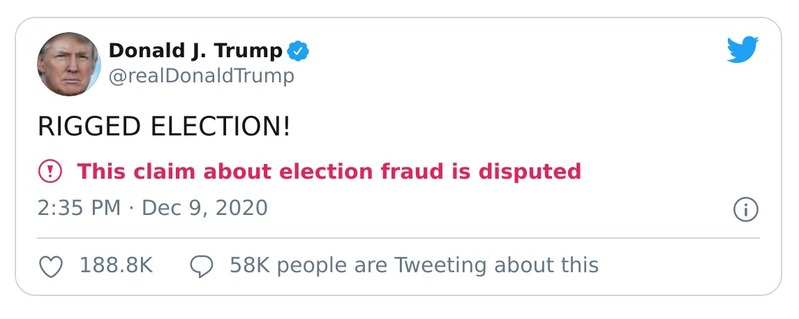 Donald J. Trump
@realDonaldTrump
RIGGED ELECTION!
This claim about election fraud is disputed
2:35 PM · Dec 9, 2020
188.8K 58K people are Tweeting about this